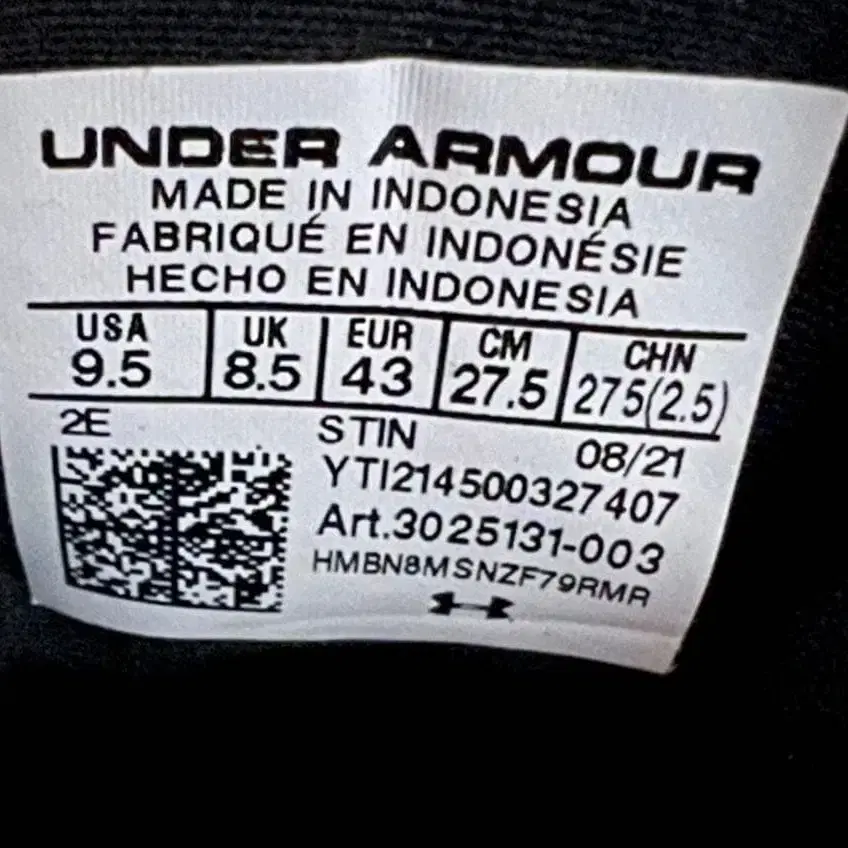 UNDER ARMOUR
MADE IN INDONESIA
FABRIQUÉ EN INDONÉSIE
HECHO EN INDONESIA
USA UK EUR CM CHN
9.5 8.5 43 27.5 275(2.5)
2E STIN 08/21
YTI214500327407
Art.3025131-003
HMBN8MSNZF79RMR